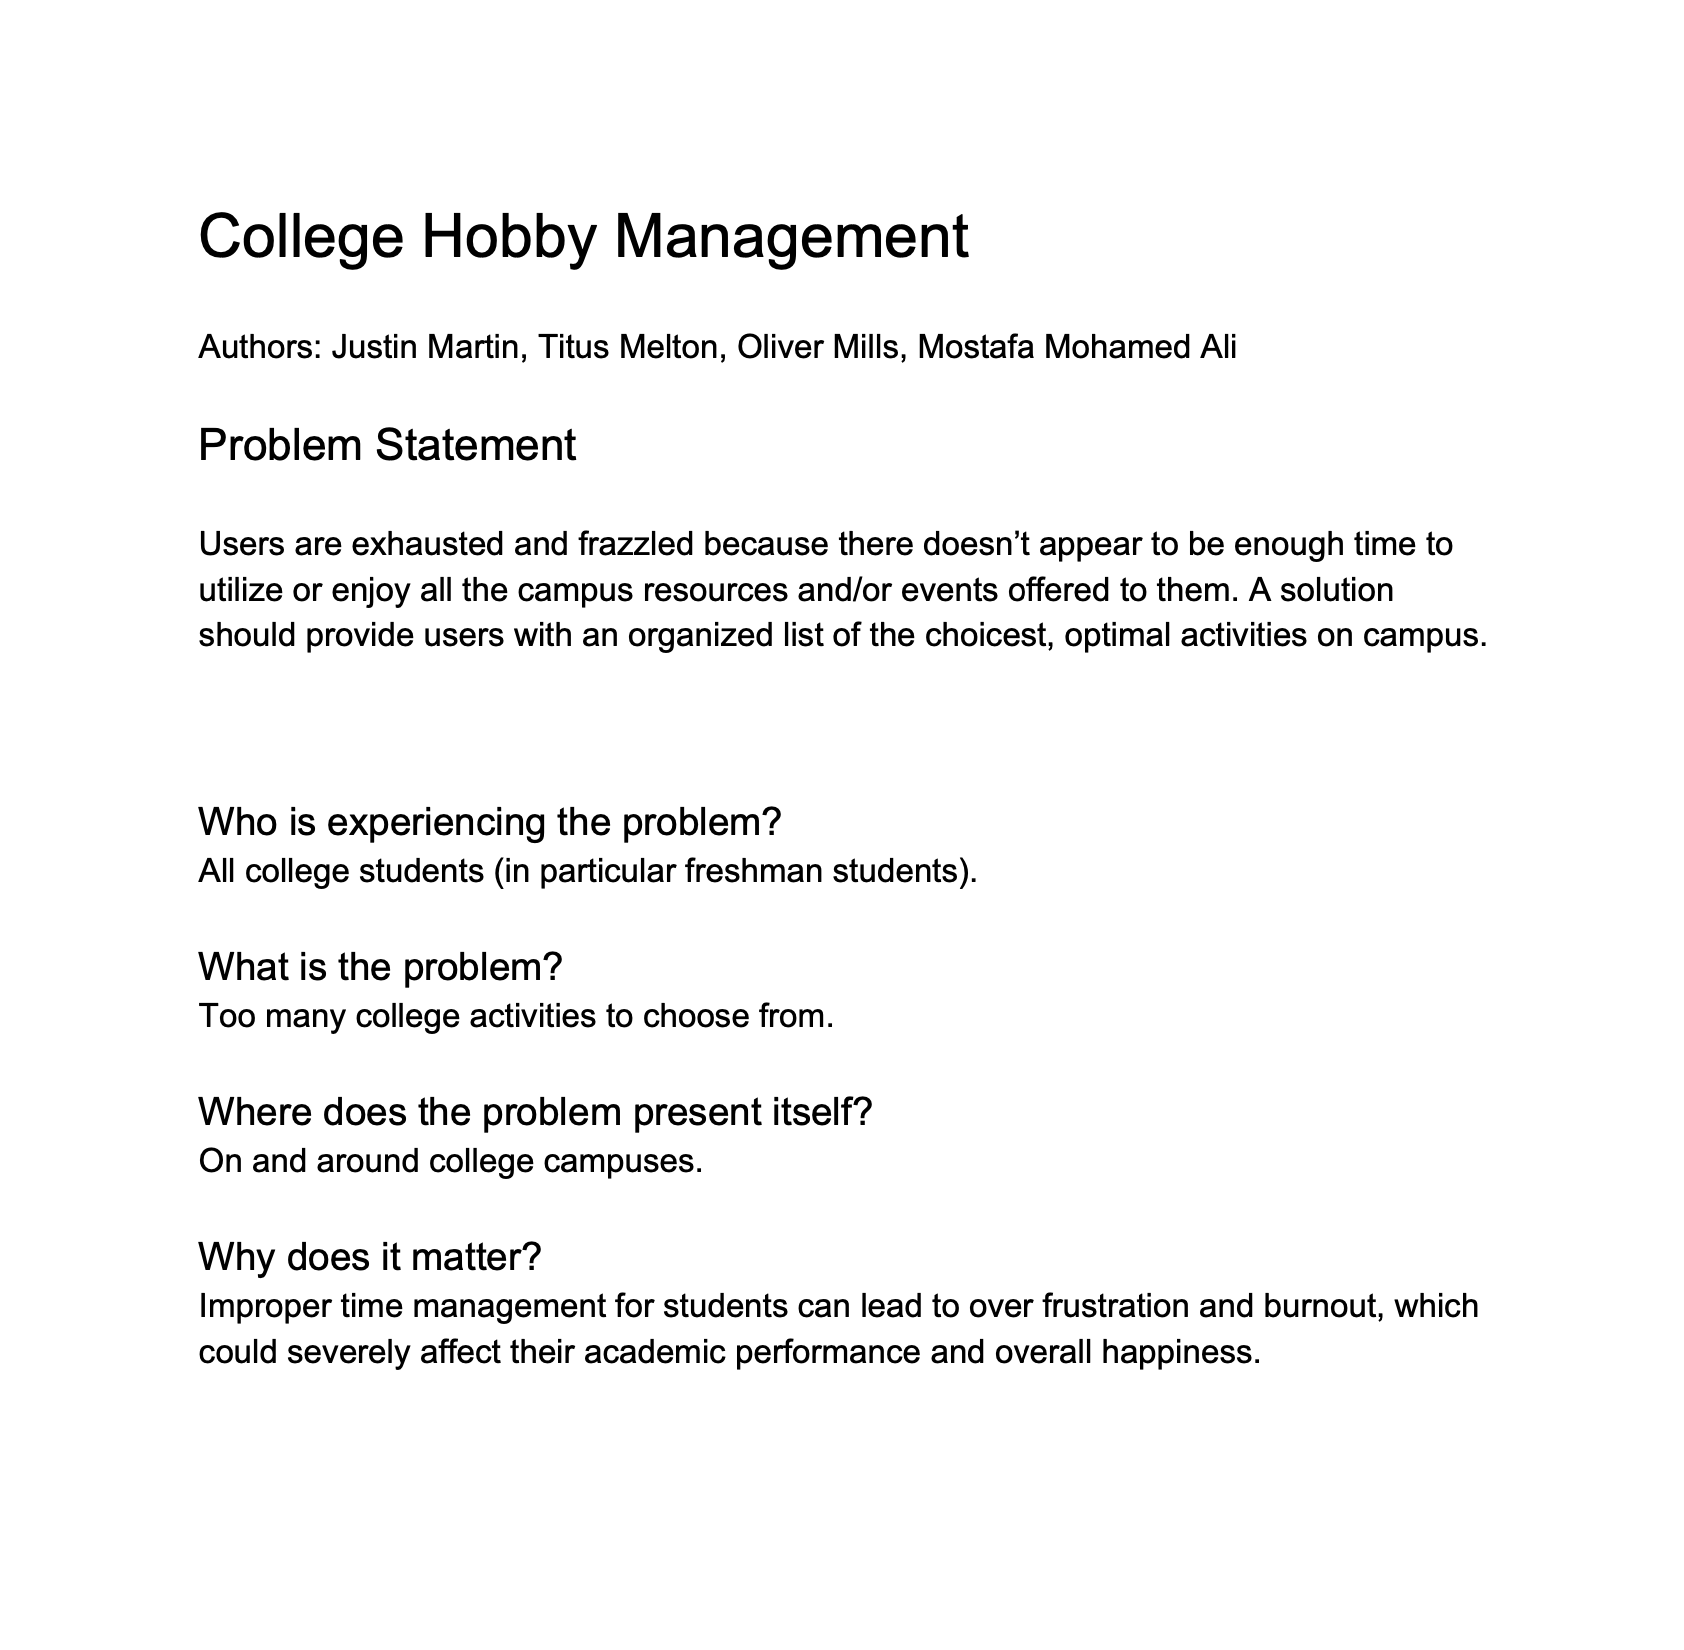 College Hobby Management
Authors: Justin Martin, Titus Melton, Oliver Mills, Mostafa Mohamed Ali
Problem Statement
Users are exhausted and frazzled because there doesn’t appear to be enough time to
utilize or enjoy all the campus resources and/or events offered to them. A solution
should provide users with an organized list of the choicest, optimal activities on campus.
Who is experiencing the problem?
All college students (in particular freshman students).
What is the problem?
Too many college activities to choose from.
Where does the problem present itself?
On and around college campuses.
Why does it matter?
Improper time management for students can lead to over frustration and burnout, which
could severely affect their academic performance and overall happiness.